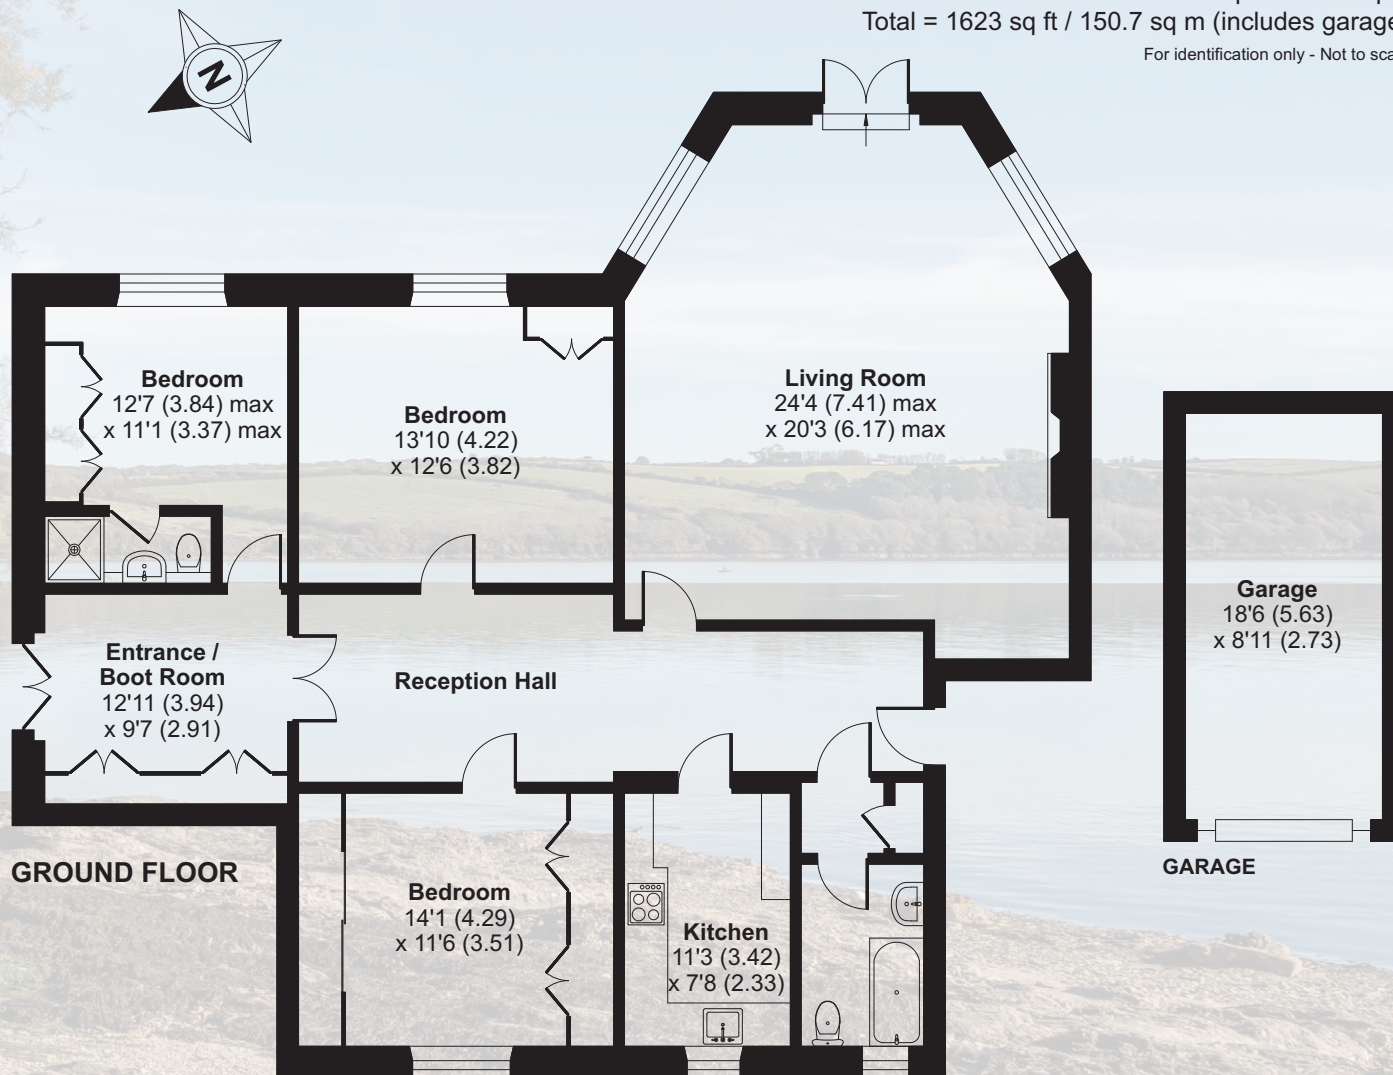 Total = 1623 sq ft / 150.7 sq m (includes garage
For identification only - Not to sca
N
Bedroom
12'7 (3.84) max
x 11'1 (3.37) max
Bedroom
13'10 (4.22)
x 12'6 (3.82)
Living Room
24'4 (7.41) max
x 20'3 (6.17) max
Garage
18'6 (5.63)
x 8'11 (2.73)
Entrance /
Boot Room
12'11 (3.94)
x 9'7 (2.91)
Reception Hall
GROUND FLOOR
GARAGE
Bedroom
14'1 (4.29)
x 11'6 (3.51)
Kitchen
11'3 (3.42)
x 7'8 (2.33)